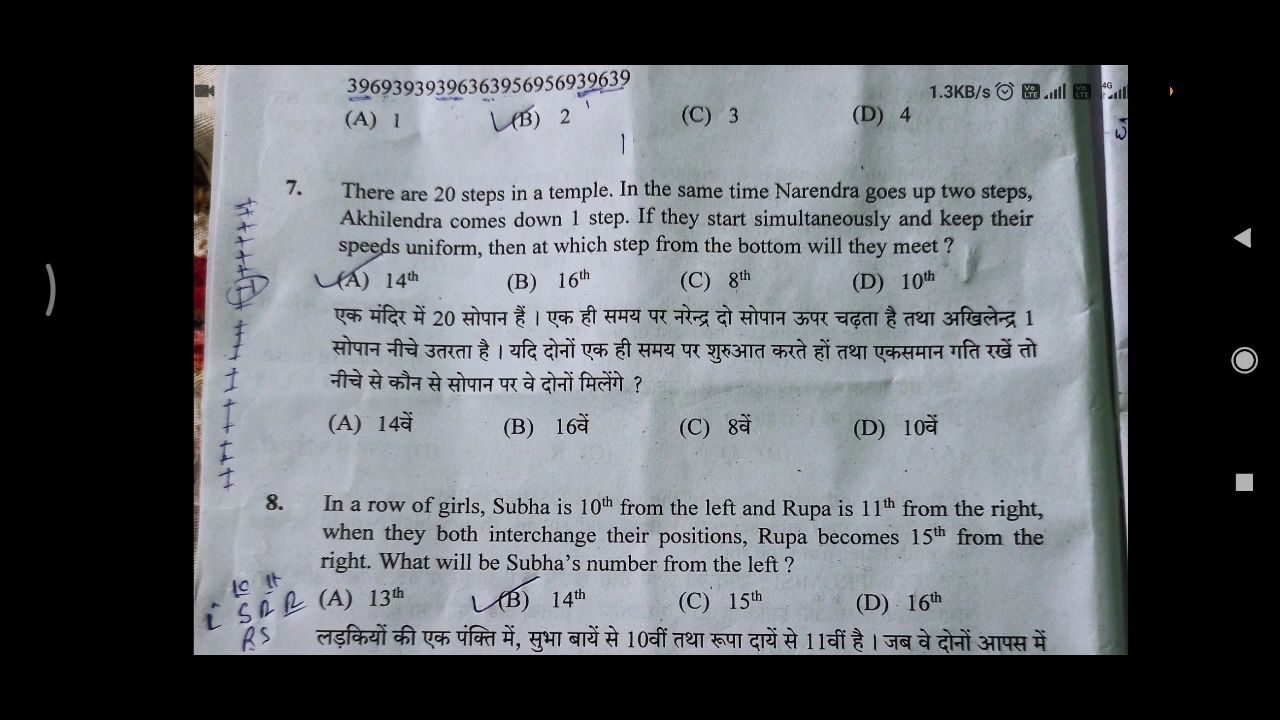 39693939396363956956939639
1.3KB/s Vo LTE Vo LTE 4G
(A) 1 (B) 2 (C) 3 (D) 4
7. There are 20 steps in a temple. In the same time Narendra goes up two steps,
Akhilendra comes down 1 step. If they start simultaneously and keep their
speeds uniform, then at which step from the bottom will they meet ?
(A) 14th (B) 16th (C) 8th (D) 10th
एक मंदिर में 20 सोपान हैं । एक ही समय पर नरेन्द्र दो सोपान ऊपर चढ़ता है तथा अखिलेन्द्र 1
सोपान नीचे उतरता है । यदि दोनों एक ही समय पर शुरुआत करते हों तथा एकसमान गति रखें तो
नीचे से कौन से सोपान पर वे दोनों मिलेंगे ?
(A) 14वें (B) 16वें (C) 8वें (D) 10वें
8. In a row of girls, Subha is 10th from the left and Rupa is 11th from the right,
when they both interchange their positions, Rupa becomes 15th from the
right. What will be Subha's number from the left ?
(A) 13th (B) 14th (C) 15th (D) 16th
10 11
L S R R
RS
लड़कियों की एक पंक्ति में, सुभा बायें से 10वीं तथा रूपा दायें से 11वीं है । जब वे दोनों आपस में